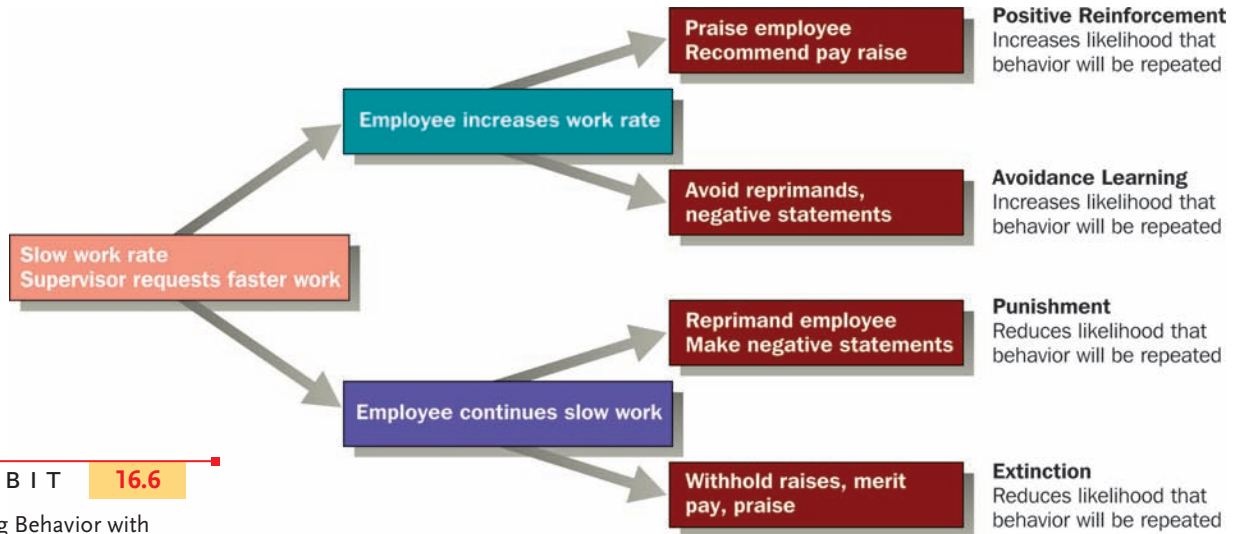 Praise employee
Recommend pay raise
Positive Reinforcement
Increases likelihood that
behavior will be repeated
Employee increases work rate
Avoid reprimands,
negative statements
Avoidance Learning
Increases likelihood that
behavior will be repeated
Slow work rate
Supervisor requests faster work
Reprimand employee
Make negative statements
Punishment
Reduces likelihood that
behavior will be repeated
Employee continues slow work
Withhold raises, merit
pay, praise
Extinction
Reduces likelihood that
behavior will be repeated
BIT 16.6
g Behavior with